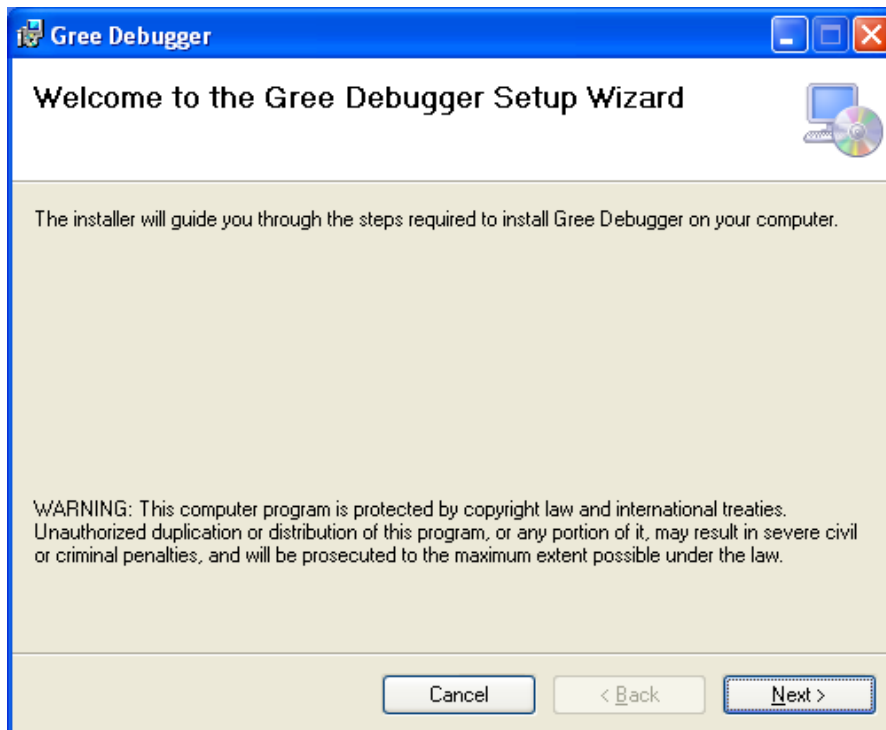 Gree Debugger
Welcome to the Gree Debugger Setup Wizard
The installer will guide you through the steps required to install Gree Debugger on your computer.
WARNING: This computer program is protected by copyright law and international treaties.
Unauthorized duplication or distribution of this program, or any portion of it, may result in severe civil
or criminal penalties, and will be prosecuted to the maximum extent possible under the law.
Cancel < Back Next >